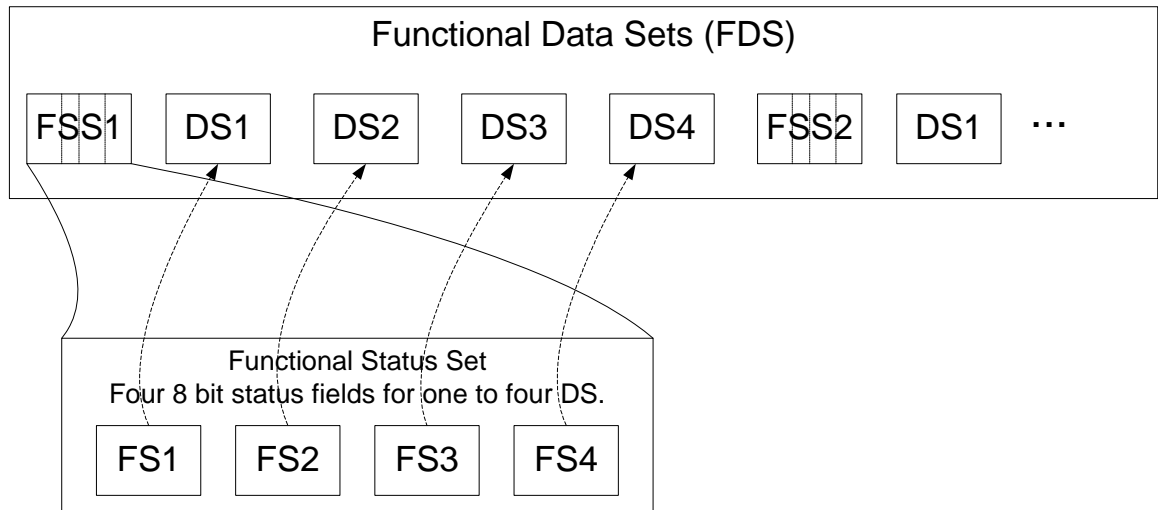 Functional Data Sets (FDS)
FSS1 DS1 DS2 DS3 DS4 FSS2 DS1 ...
Functional Status Set
Four 8 bit status fields for one to four DS.
FS1 FS2 FS3 FS4